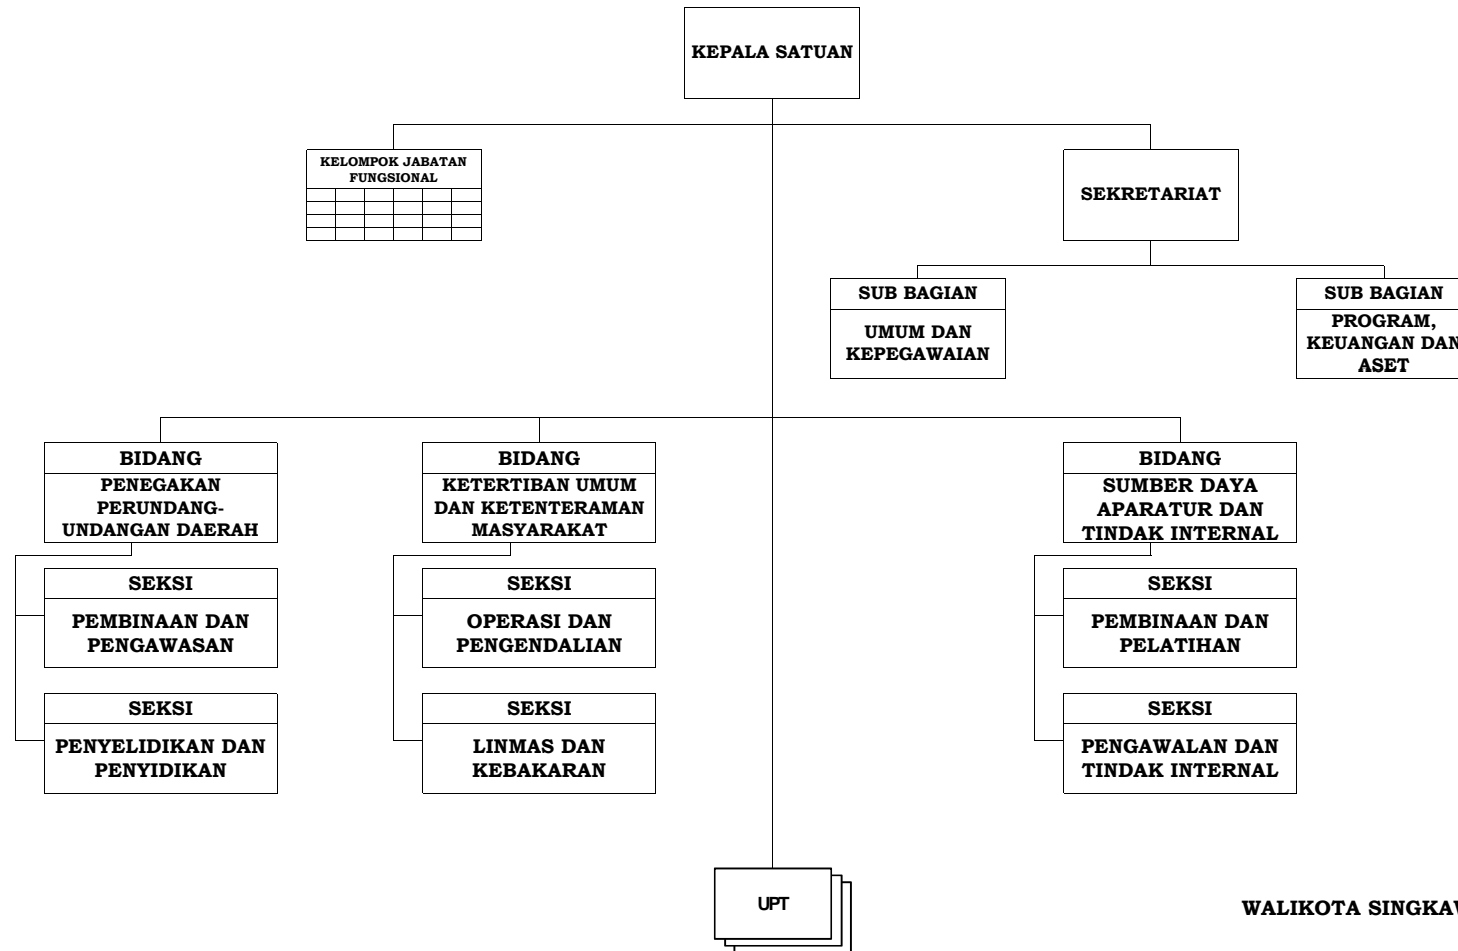 KEPALA SATUAN
KELOMPOK JABATAN
FUNGSIONAL
SEKRETARIAT
SUB BAGIAN
UMUM DAN
KEPEGAWAIAN
SUB BAGIAN
PROGRAM,
KEUANGAN DAN
ASET
BIDANG
PENEGAKAN
PERUNDANG-
UNDANGAN DAERAH
BIDANG
KETERTIBAN UMUM
DAN KETENTERAMAN
MASYARAKAT
BIDANG
SUMBER DAYA
APARATUR DAN
TINDAK INTERNAL
SEKSI
PEMBINAAN DAN
PENGAWASAN
SEKSI
OPERASI DAN
PENGENDALIAN
SEKSI
PEMBINAAN DAN
PELATIHAN
SEKSI
PENYELIDIKAN DAN
PENYIDIKAN
SEKSI
LINMAS DAN
KEBAKARAN
SEKSI
PENGAWALAN DAN
TINDAK INTERNAL
UPT
WALIKOTA